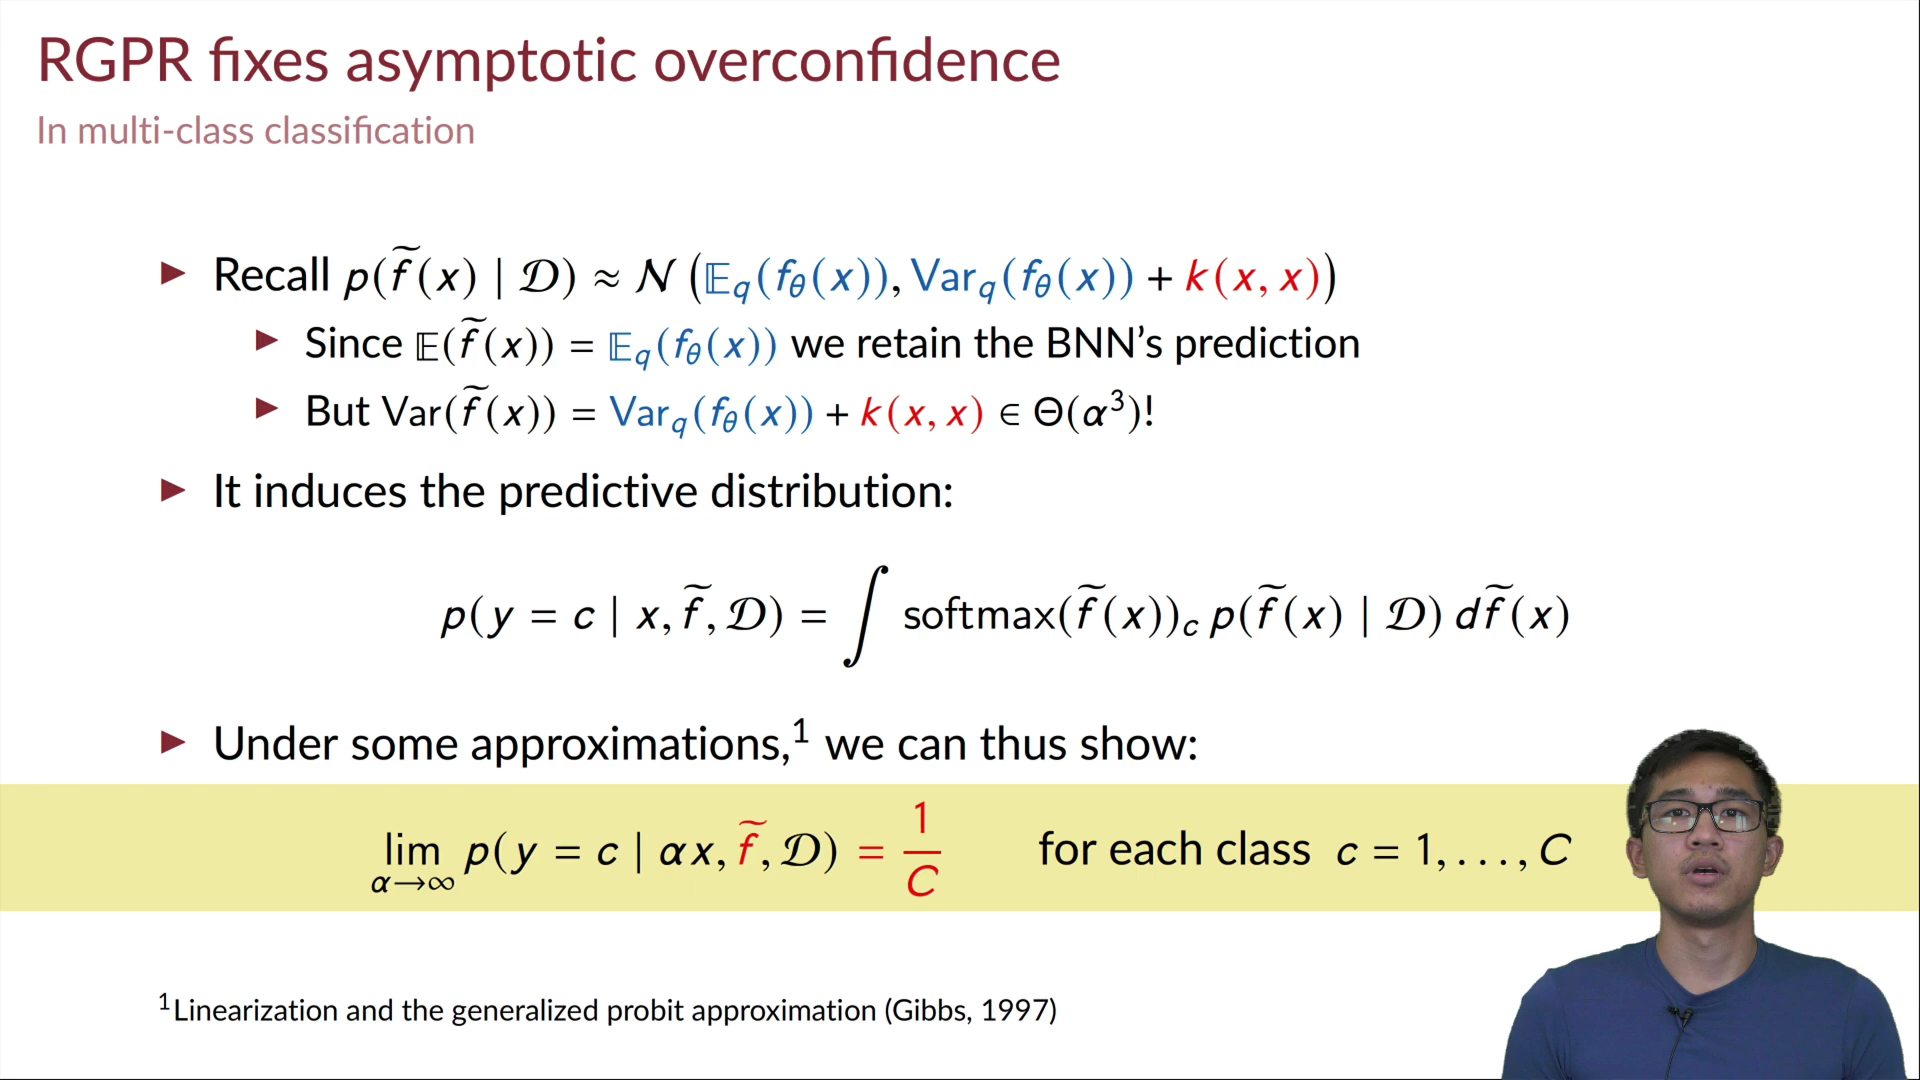 RGPR fixes asymptotic overconfidence
In multi-class classification
▶ Recall p(f̃(x) | 𝒟) ≈ 𝒩 (𝔼_q(f_θ(x)), Var_q(f_θ(x)) + k(x, x))
▶ Since 𝔼(f̃(x)) = 𝔼_q(f_θ(x)) we retain the BNN’s prediction
▶ But Var(f̃(x)) = Var_q(f_θ(x)) + k(x, x) ∈ Θ(α³)!
▶ It induces the predictive distribution:
p(y = c | x, f̃, 𝒟) = ∫ softmax(f̃(x))_c p(f̃(x) | 𝒟) df̃(x)
▶ Under some approximations,¹ we can thus show:
lim_{α→∞} p(y = c | αx, f̃, 𝒟) = 1/C for each class c = 1, . . . , C
¹Linearization and the generalized probit approximation (Gibbs, 1997)